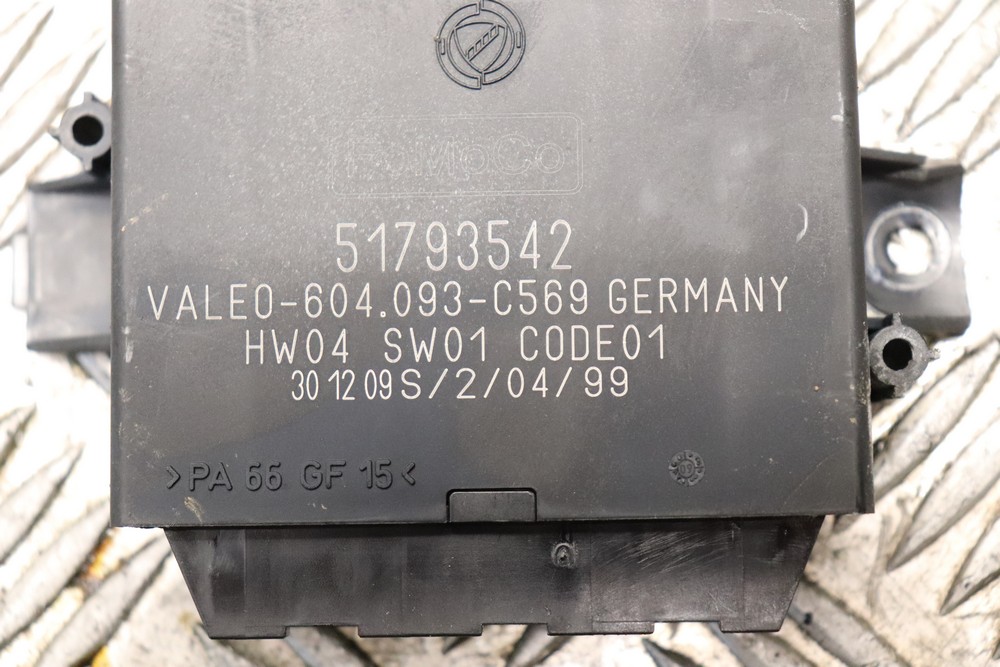 FoMoCo
51793542
VALEO-604.093-C569 GERMANY
HW04 SW01 CODE01
30 12 09 S/2/04/99
>PA 66 GF 15<